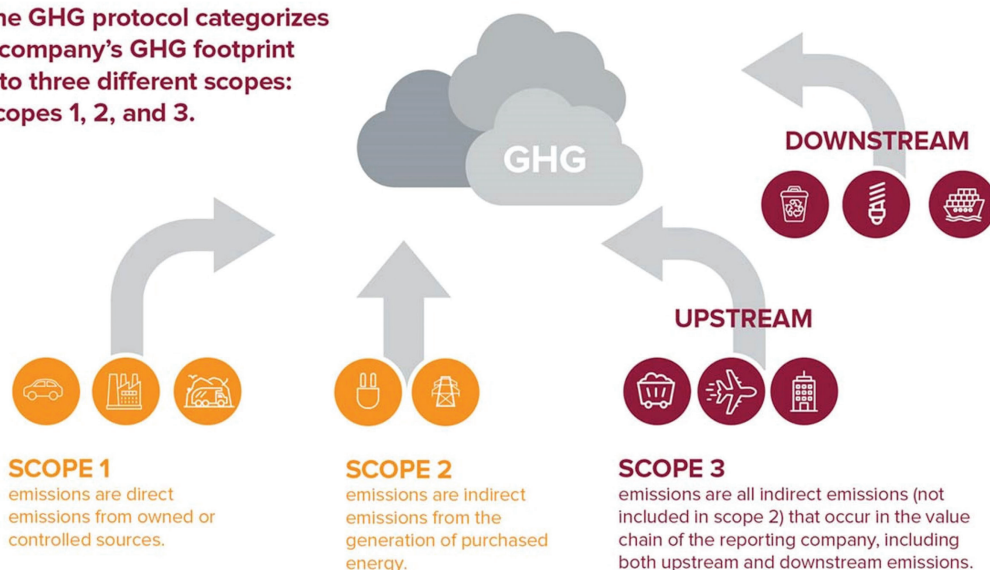 he GHG protocol categorizes
company's GHG footprint
to three different scopes:
copes 1, 2, and 3.
GHG
DOWNSTREAM
UPSTREAM
SCOPE 1
emissions are direct
emissions from owned or
controlled sources.
SCOPE 2
emissions are indirect
emissions from the
generation of purchased
energy.
SCOPE 3
emissions are all indirect emissions (not
included in scope 2) that occur in the value
chain of the reporting company, including
both upstream and downstream emissions.